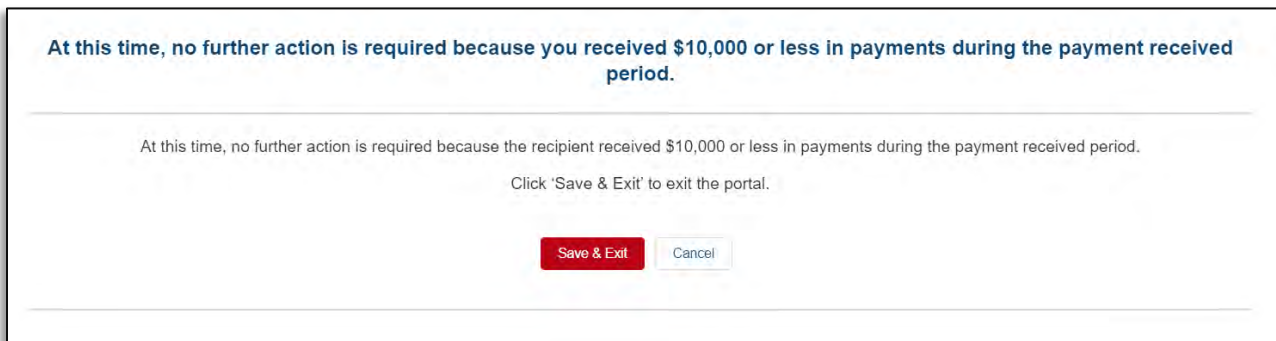 At this time, no further action is required because you received $10,000 or less in payments during the payment received
period.
At this time, no further action is required because the recipient received $10,000 or less in payments during the payment received period.
Click ‘Save & Exit’ to exit the portal.
Save & Exit Cancel